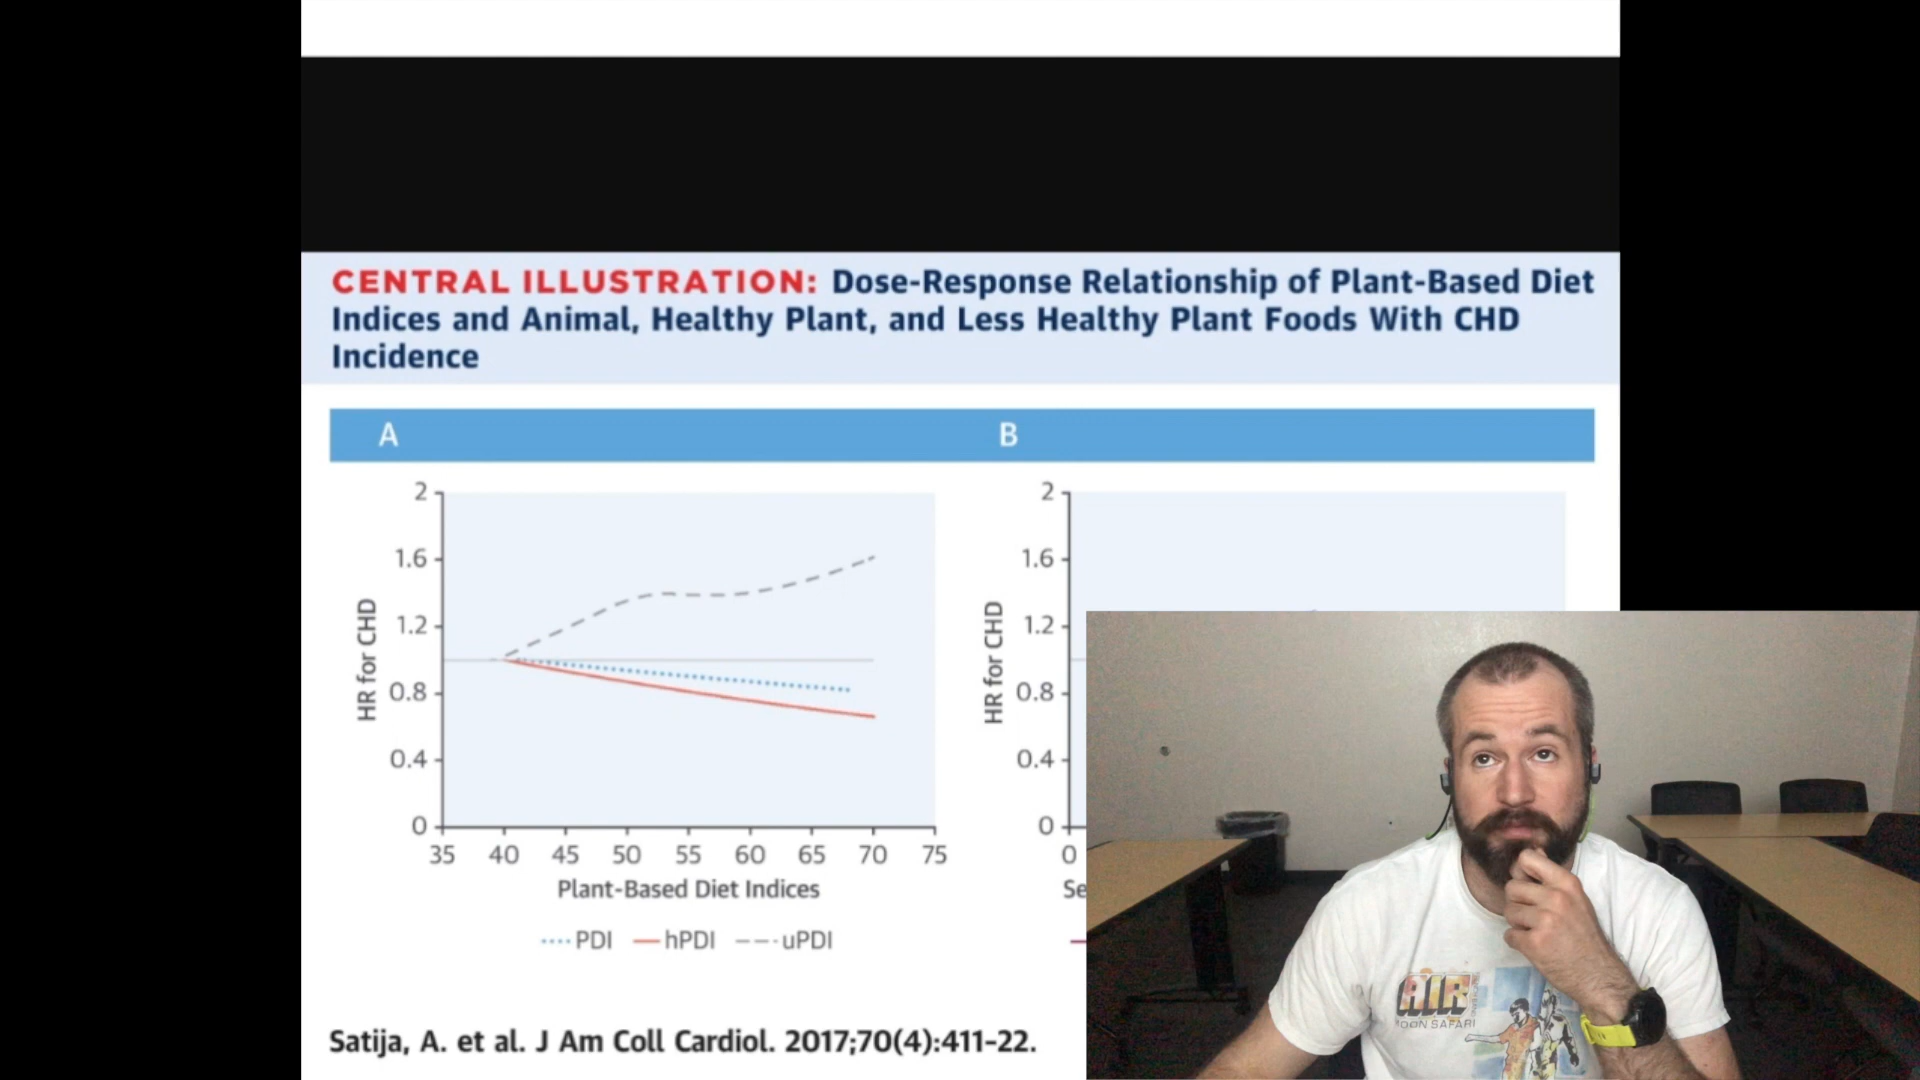 CENTRAL ILLUSTRATION: Dose-Response Relationship of Plant-Based Diet
Indices and Animal, Healthy Plant, and Less Healthy Plant Foods With CHD
Incidence
A
B
2
1.6
1.2
0.8
0.4
0
HR for CHD
35 40 45 50 55 60 65 70 75
Plant-Based Diet Indices
PDI hPDI uPDI
2
1.6
1.2
0.8
0.4
0
HR for CHD
0
Se
Satija, A. et al. J Am Coll Cardiol. 2017;70(4):411-22.
AIR
MOON SAFARI